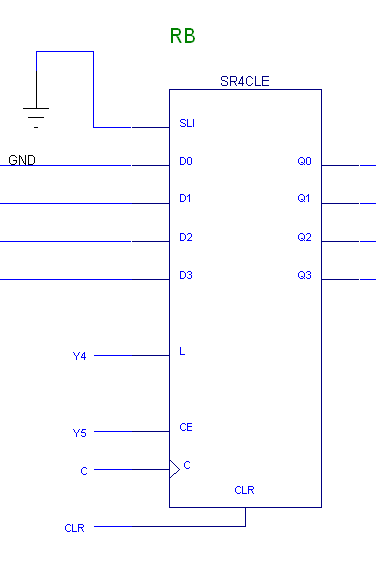 RB
SR4CLE
SLI
GND
D0 Q0
D1 Q1
D2 Q2
D3 Q3
Y4 L
Y5 CE
C C
CLR
CLR